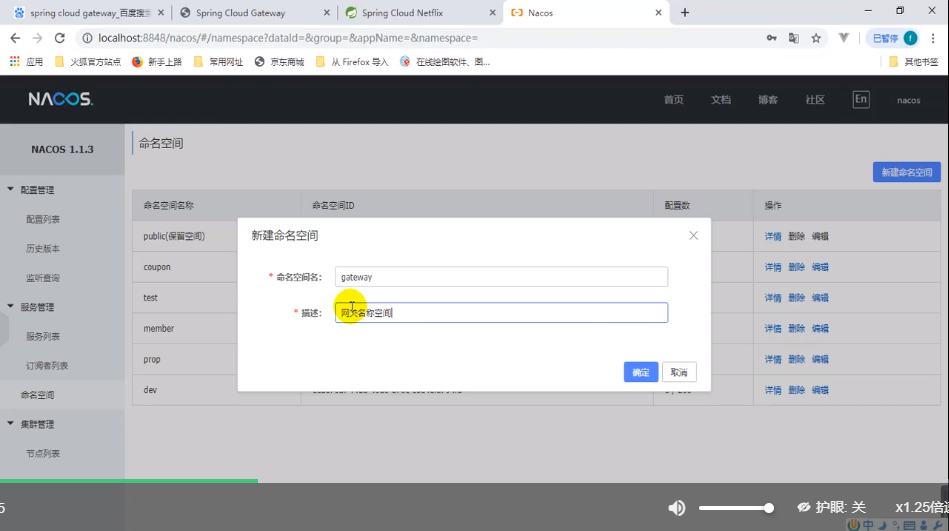 spring cloud gateway_百度搜
Spring Cloud Gateway
Spring Cloud Netflix
Nacos
localhost:8848/nacos/#/namespace?dataId=&group=&appName=&namespace=
已暂停
f
应用
火狐官方站点
新手上路
常用网址
京东商城
从 Firefox 导入
在线绘图软件、图...
其他书签
NACOS.
首页
文档
博客
社区
En
nacos
NACOS 1.1.3
配置管理
配置列表
历史版本
监听查询
服务管理
服务列表
订阅者列表
命名空间
集群管理
节点列表
命名空间
新建命名空间
命名空间名称
命名空间ID
配置数
操作
public(保留空间)
详情 删除 编辑
coupon
详情 删除 编辑
test
详情 删除 编辑
member
详情 删除 编辑
prop
详情 删除 编辑
dev
详情 删除 编辑
新建命名空间
* 命名空间名:
gateway
* 描述:
网关名称空间
确定
取消
5
护眼: 关
x1.25倍
中